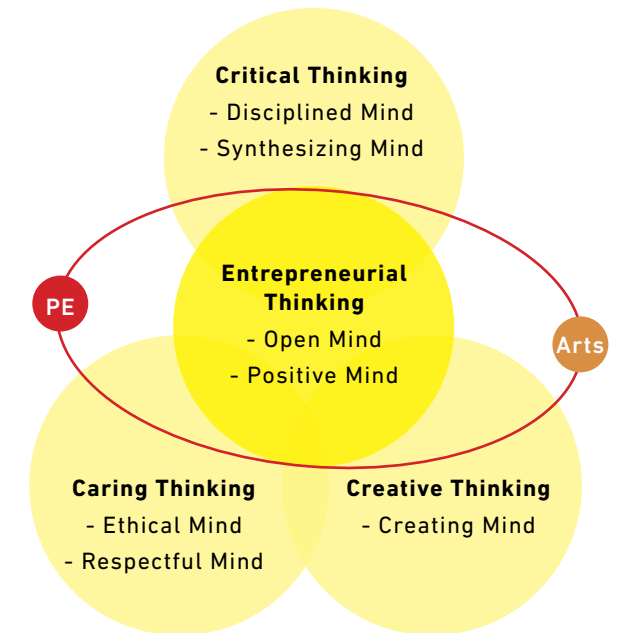 Critical Thinking
- Disciplined Mind
- Synthesizing Mind
Entrepreneurial
Thinking
- Open Mind
- Positive Mind
PE
Arts
Caring Thinking
- Ethical Mind
- Respectful Mind
Creative Thinking
- Creating Mind